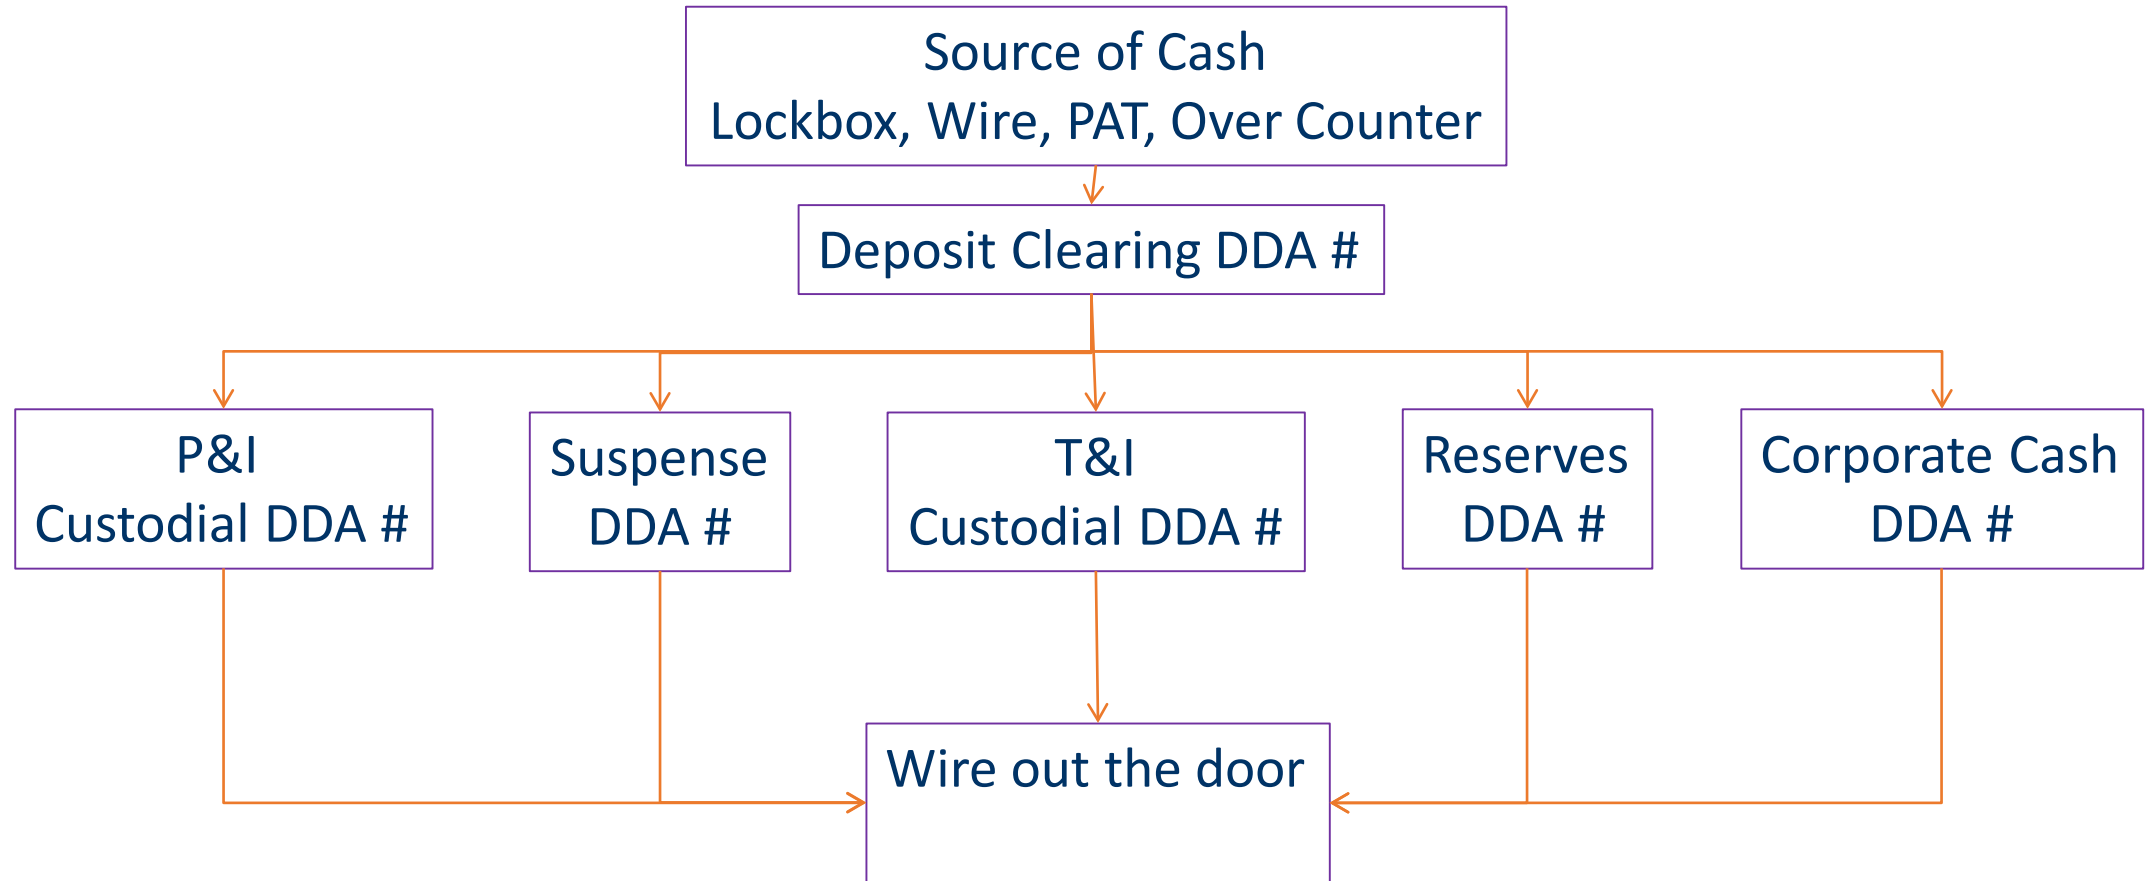 Source of Cash
Lockbox, Wire, PAT, Over Counter
Deposit Clearing DDA #
P&I
Custodial DDA #
Suspense
DDA #
T&I
Custodial DDA #
Reserves
DDA #
Corporate Cash
DDA #
Wire out the door